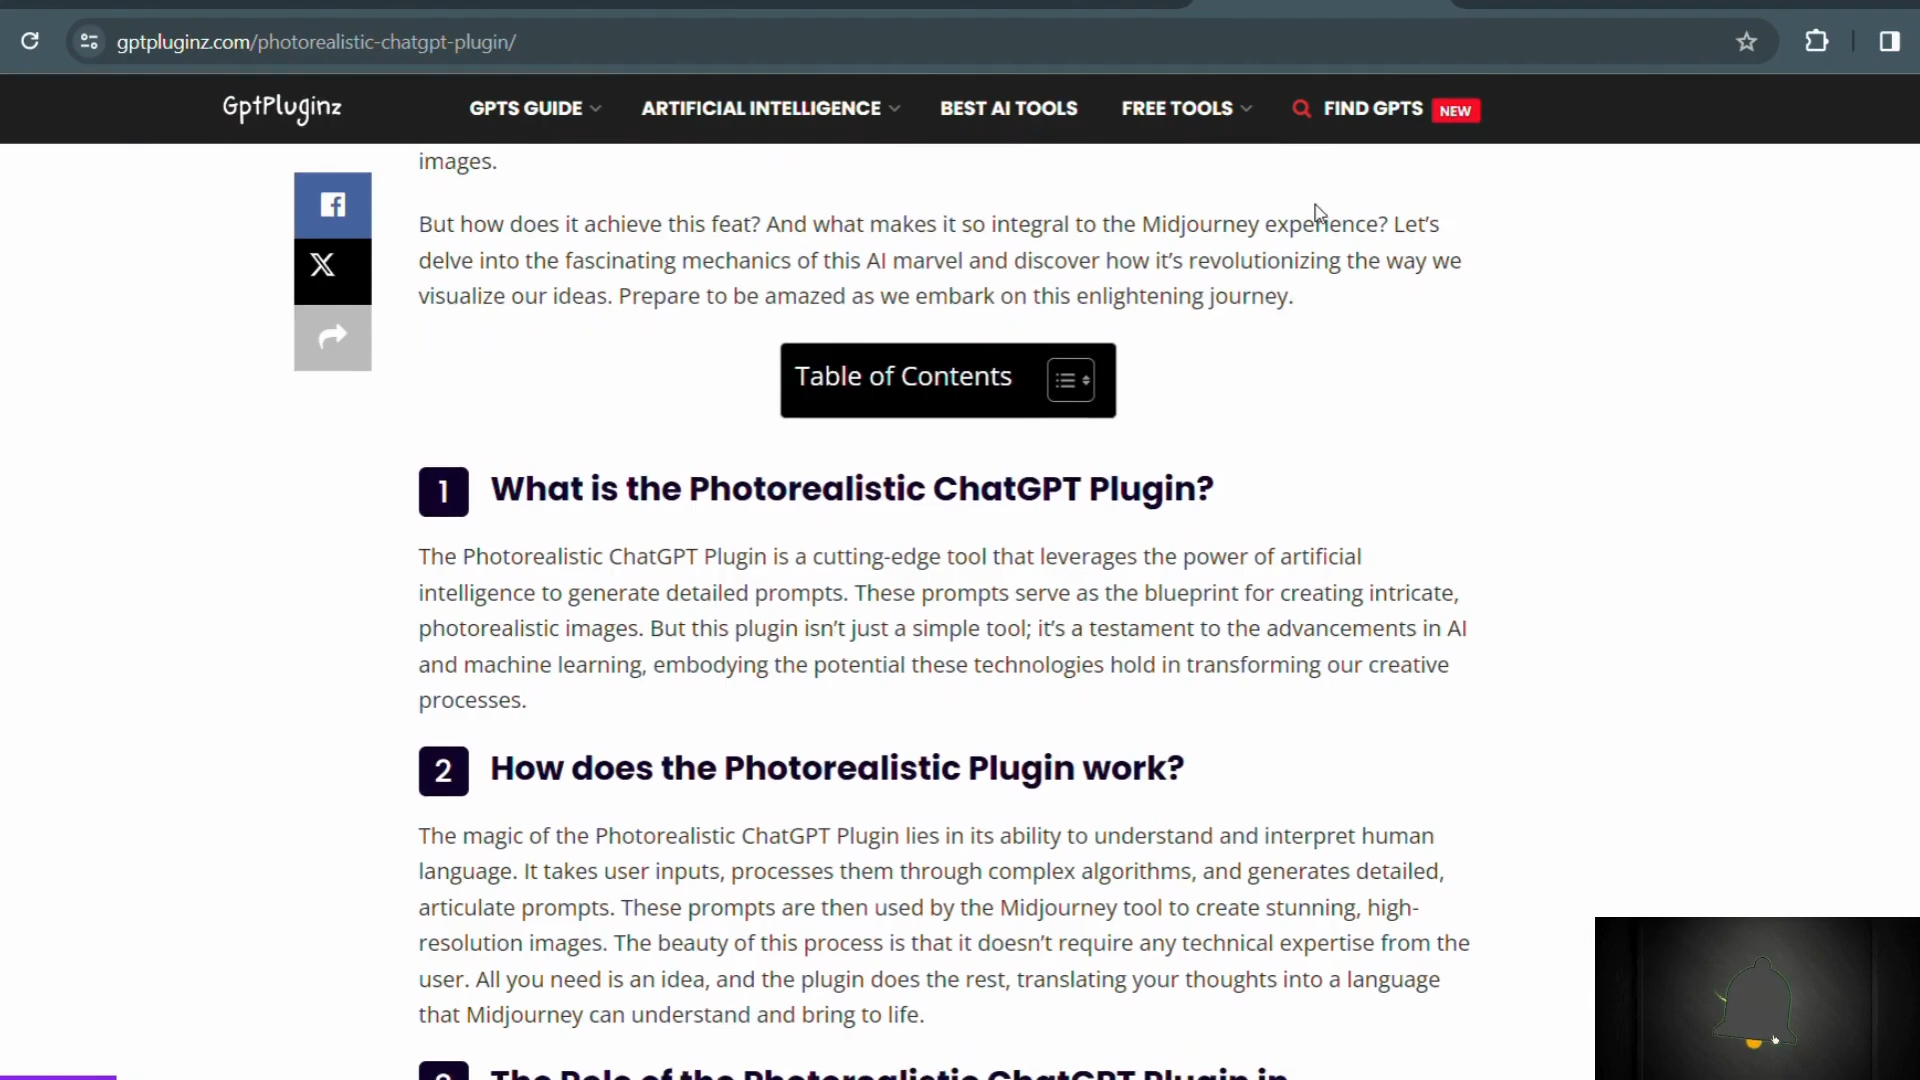 gptpluginz.com/photorealistic-chatgpt-plugin/
GptPluginz
GPTS GUIDE
ARTIFICIAL INTELLIGENCE
BEST AI TOOLS
FREE TOOLS
FIND GPTS
NEW
images.
But how does it achieve this feat? And what makes it so integral to the Midjourney experience? Let’s
delve into the fascinating mechanics of this AI marvel and discover how it’s revolutionizing the way we
visualize our ideas. Prepare to be amazed as we embark on this enlightening journey.
Table of Contents
1 What is the Photorealistic ChatGPT Plugin?
The Photorealistic ChatGPT Plugin is a cutting-edge tool that leverages the power of artificial
intelligence to generate detailed prompts. These prompts serve as the blueprint for creating intricate,
photorealistic images. But this plugin isn’t just a simple tool; it’s a testament to the advancements in AI
and machine learning, embodying the potential these technologies hold in transforming our creative
processes.
2 How does the Photorealistic Plugin work?
The magic of the Photorealistic ChatGPT Plugin lies in its ability to understand and interpret human
language. It takes user inputs, processes them through complex algorithms, and generates detailed,
articulate prompts. These prompts are then used by the Midjourney tool to create stunning, high-
resolution images. The beauty of this process is that it doesn’t require any technical expertise from the
user. All you need is an idea, and the plugin does the rest, translating your thoughts into a language
that Midjourney can understand and bring to life.
The Role of the Photorealistic ChatGPT Plugin in